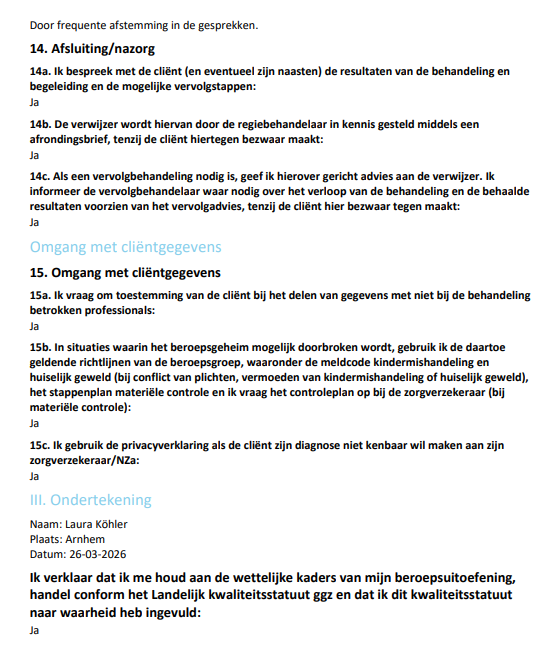 Door frequente afstemming in de gesprekken.
14. Afsluiting/nazorg
14a. Ik bespreek met de cliënt (en eventueel zijn naasten) de resultaten van de behandeling en
begeleiding en de mogelijke vervolgstappen:
Ja
14b. De verwijzer wordt hiervan door de regiebehandelaar in kennis gesteld middels een
afrondingsbrief, tenzij de cliënt hiertegen bezwaar maakt:
Ja
14c. Als een vervolgbehandeling nodig is, geef ik hierover gericht advies aan de verwijzer. Ik
informeer de vervolgbehandelaar waar nodig over het verloop van de behandeling en de behaalde
resultaten voorzien van het vervolgadvies, tenzij de cliënt hier bezwaar tegen maakt:
Ja
Omgang met cliëntgegevens
15. Omgang met cliëntgegevens
15a. Ik vraag om toestemming van de cliënt bij het delen van gegevens met niet bij de behandeling
betrokken professionals:
Ja
15b. In situaties waarin het beroepsgeheim mogelijk doorbroken wordt, gebruik ik de daartoe
geldende richtlijnen van de beroepsgroep, waaronder de meldcode kindermishandeling en
huiselijk geweld (bij conflict van plichten, vermoeden van kindermishandeling of huiselijk geweld),
het stappenplan materiële controle en ik vraag het controleplan op bij de zorgverzekeraar (bij
materiële controle):
Ja
15c. Ik gebruik de privacyverklaring als de cliënt zijn diagnose niet kenbaar wil maken aan zijn
zorgverzekeraar/NZa:
Ja
III. Ondertekening
Naam: Laura Köhler
Plaats: Arnhem
Datum: 26-03-2026
Ik verklaar dat ik me houd aan de wettelijke kaders van mijn beroepsuitoefening,
handel conform het Landelijk kwaliteitsstatuut ggz en dat ik dit kwaliteitsstatuut
naar waarheid heb ingevuld:
Ja